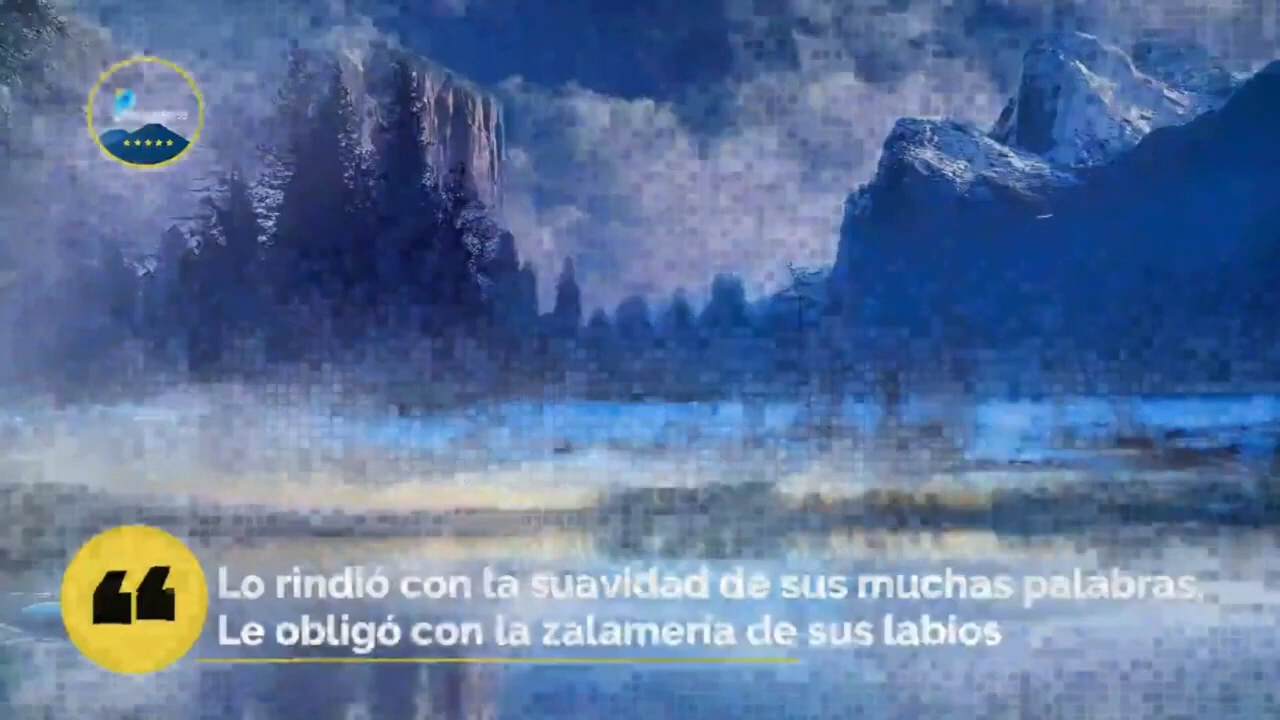 Lo rindió con la suavidad de sus muchas palabras,
Le obligó con la zalamería de sus labios